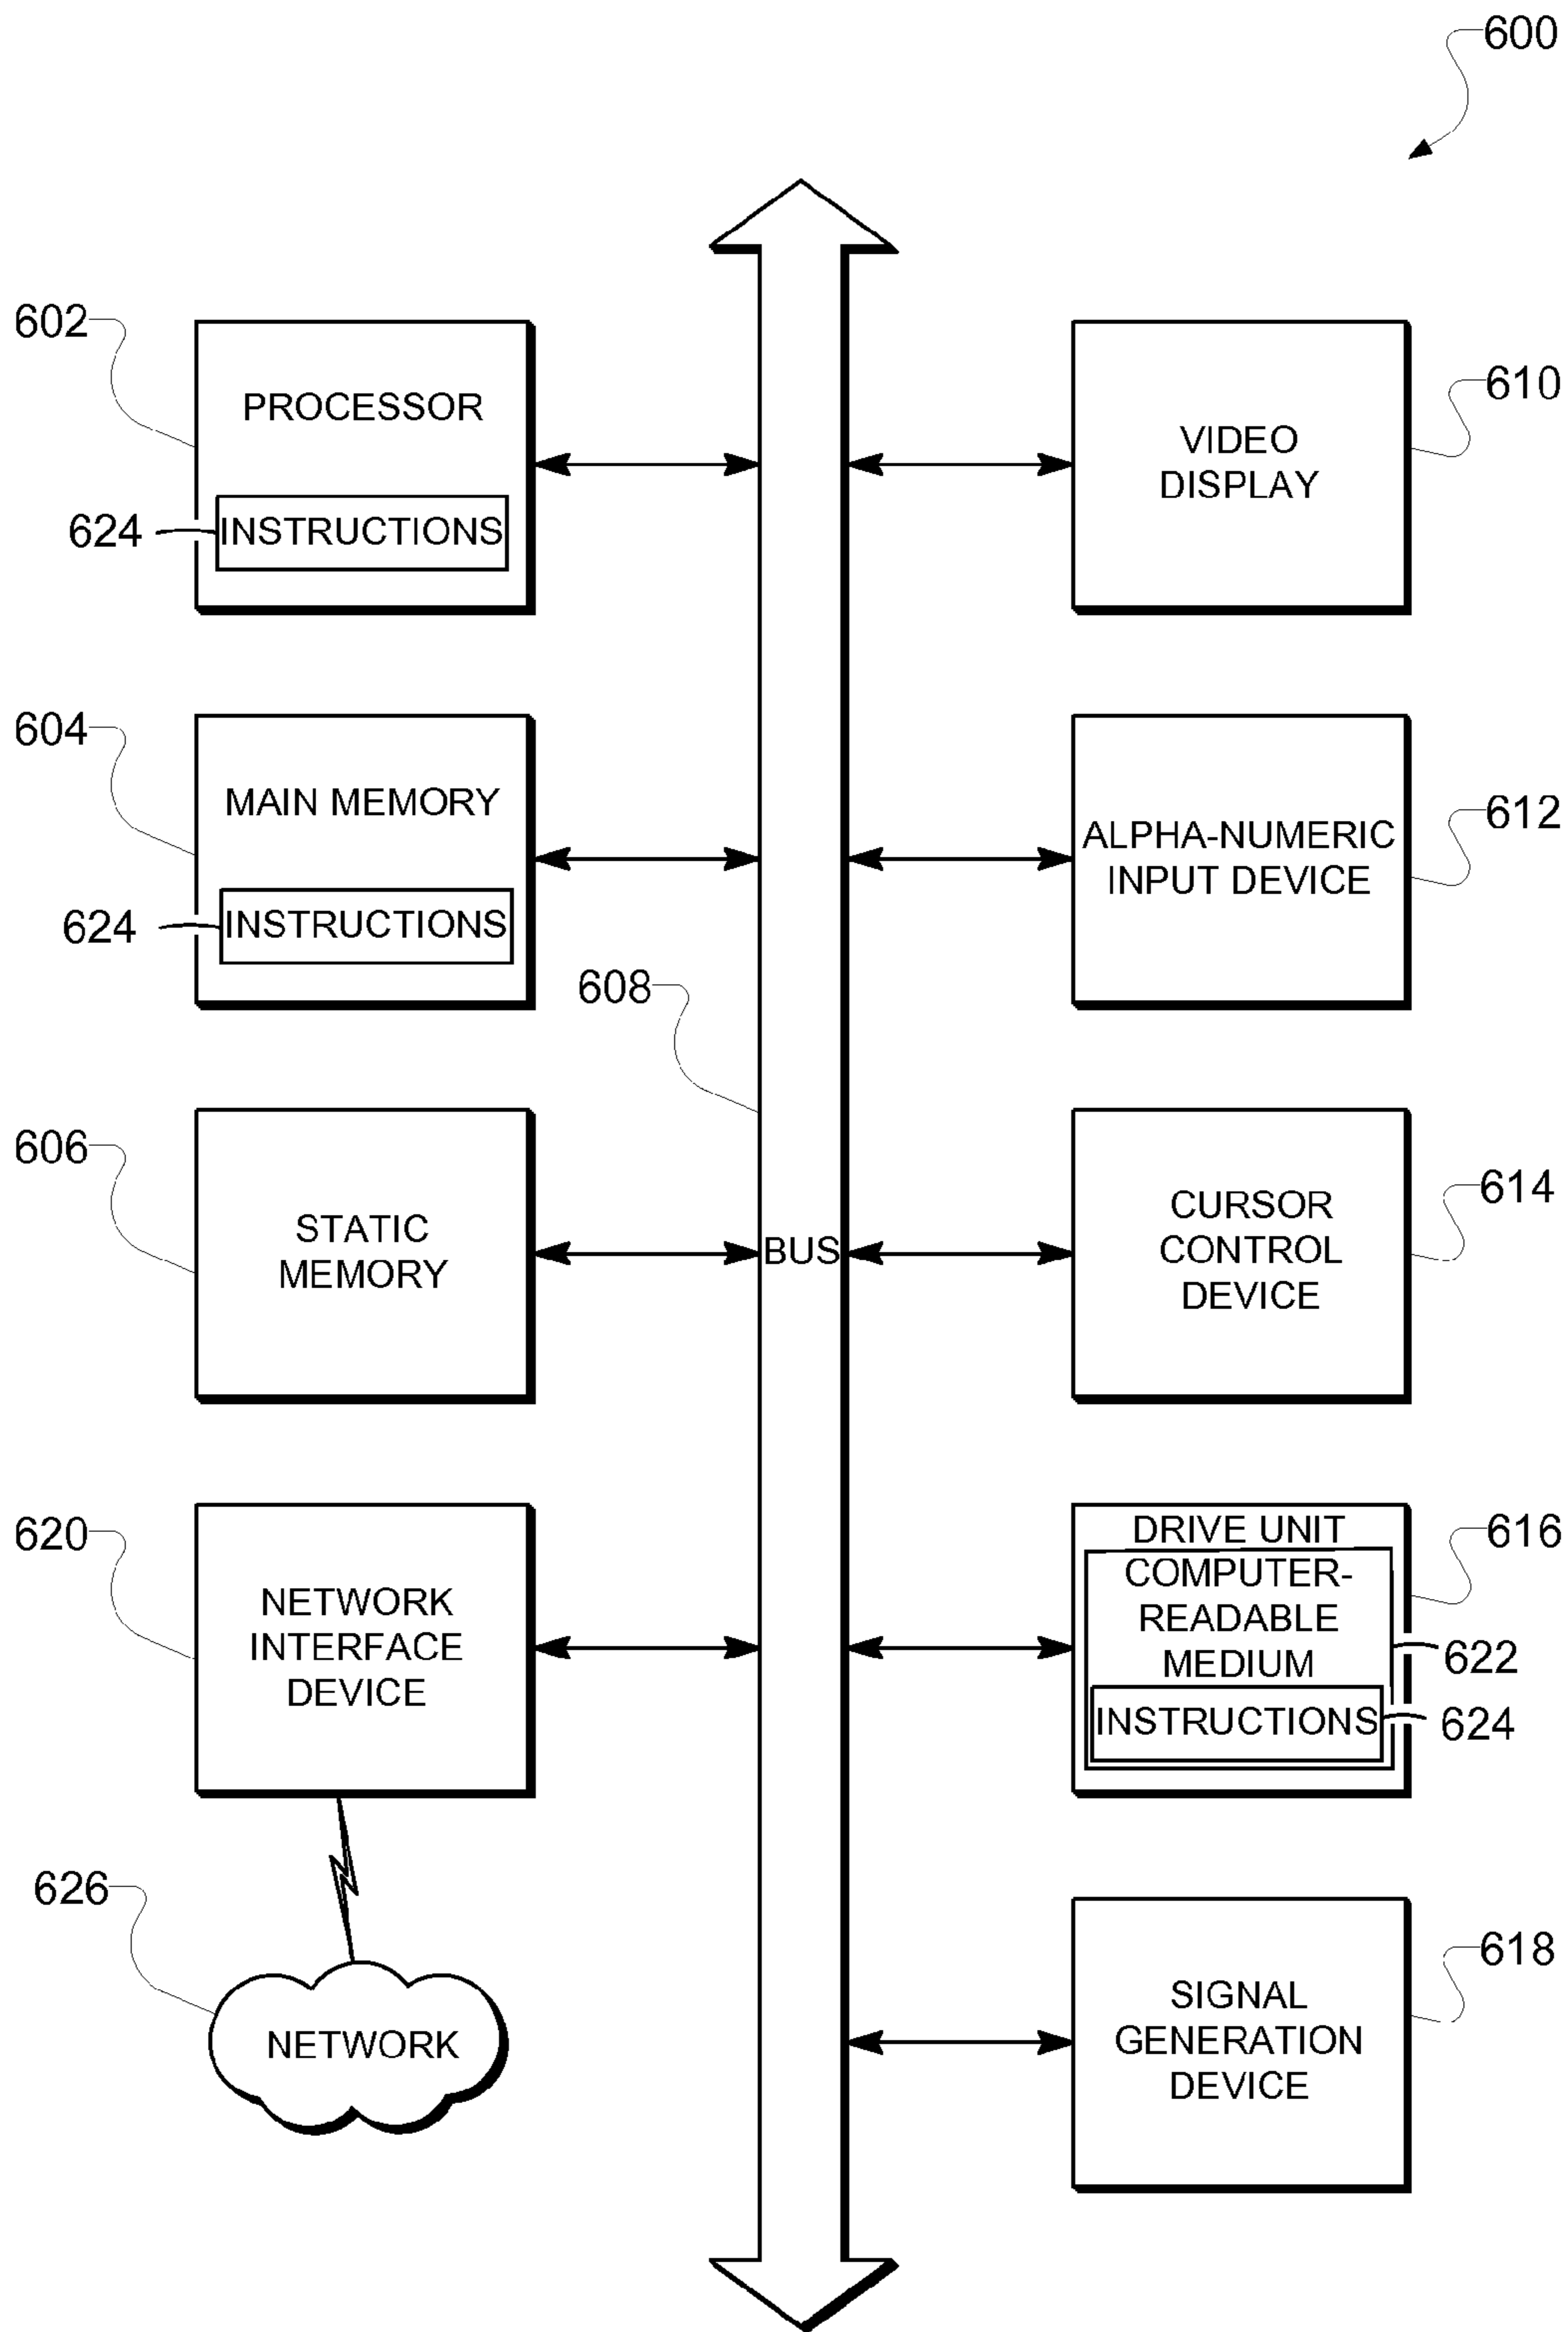 600
602
PROCESSOR
624
INSTRUCTIONS
610
VIDEO
DISPLAY
604
MAIN MEMORY
624
INSTRUCTIONS
612
ALPHA-NUMERIC
INPUT DEVICE
608
606
STATIC
MEMORY
BUS
614
CURSOR
CONTROL
DEVICE
620
NETWORK
INTERFACE
DEVICE
616
DRIVE UNIT
COMPUTER-
READABLE
MEDIUM
622
INSTRUCTIONS
624
626
NETWORK
618
SIGNAL
GENERATION
DEVICE